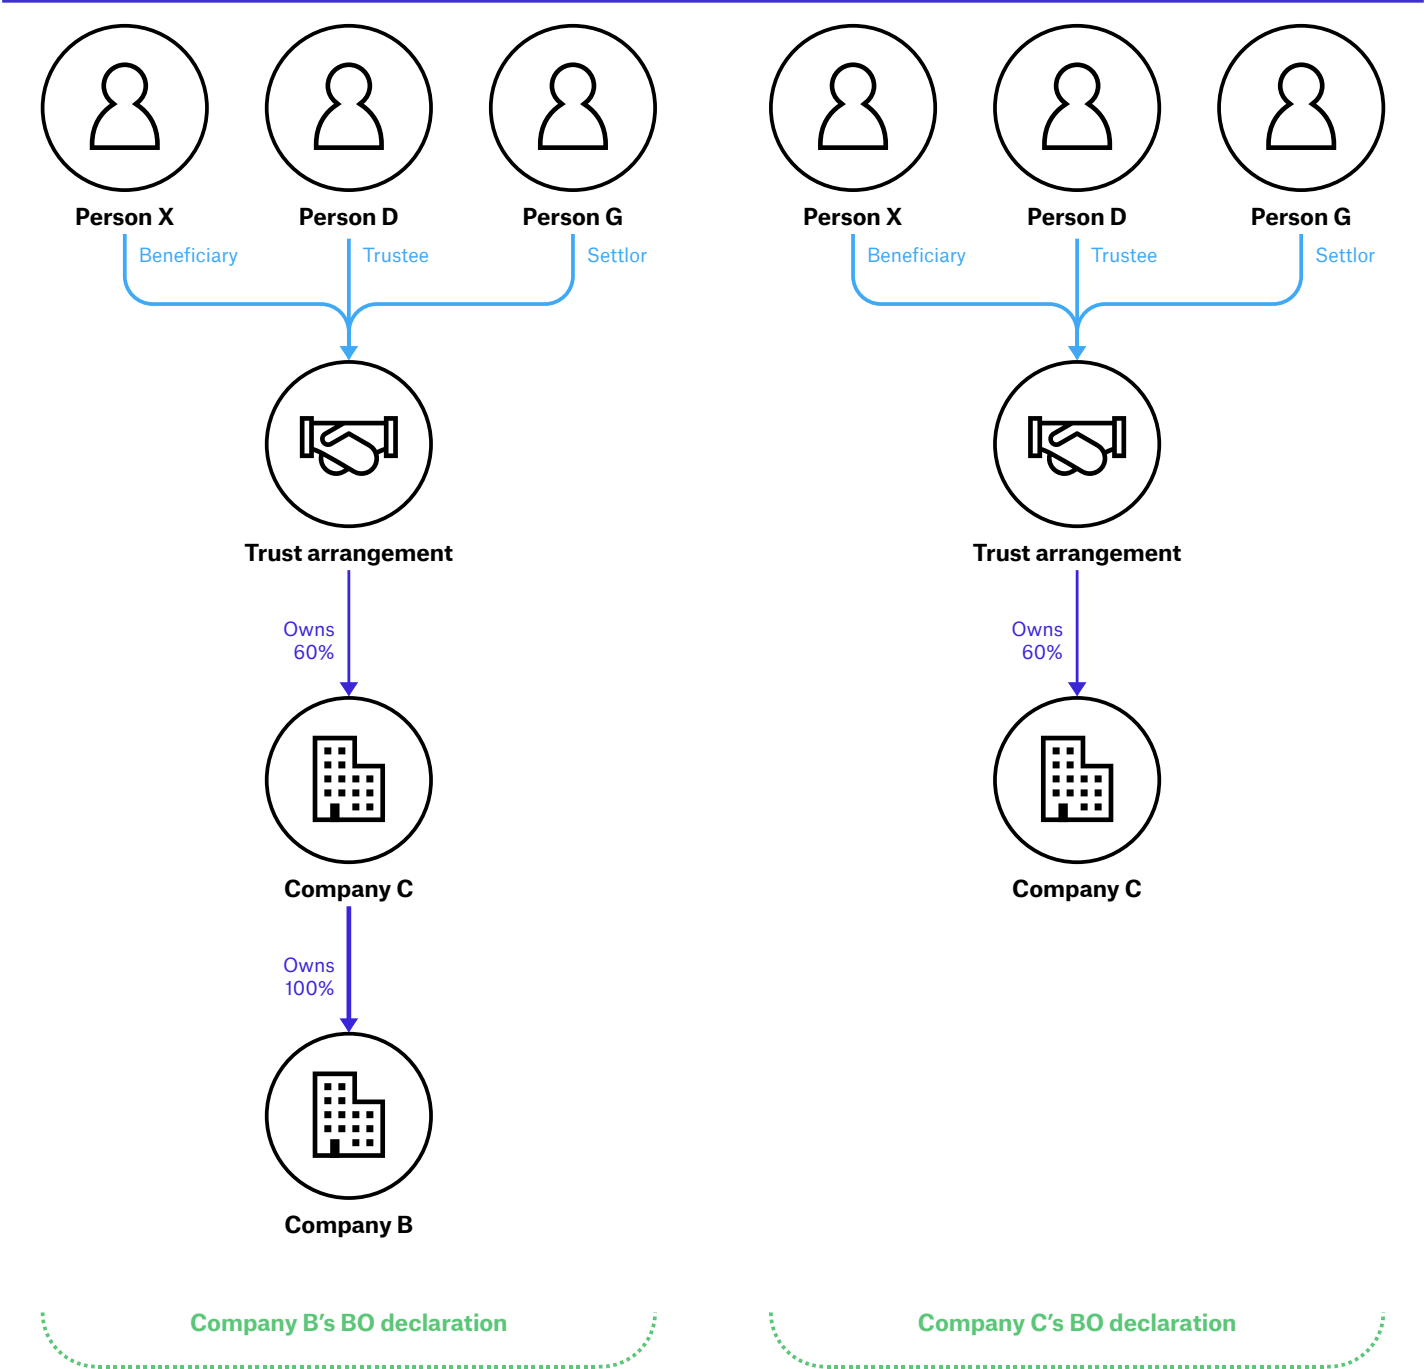 Person X
Person D
Person G
Beneficiary
Trustee
Settlor
Trust arrangement
Owns
60%
Company C
Owns
100%
Company B
Company B’s BO declaration
Person X
Person D
Person G
Beneficiary
Trustee
Settlor
Trust arrangement
Owns
60%
Company C
Company C’s BO declaration